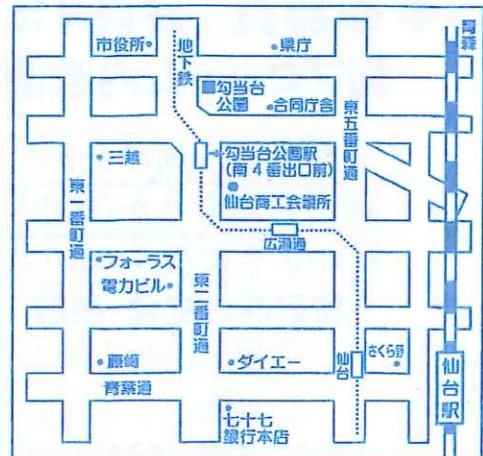 青森
市役所
地下鉄
県庁
勾当台
公園
合同庁舎
東五番町通
三越
勾当台公園駅
(南4番出口前)
仙台商工会議所
東一番町通
広瀬通
フォーラス
電力ビル
東二番町通
藤崎
ダイエー
仙台
さくら野
仙台駅
青葉通
七十七
銀行本店